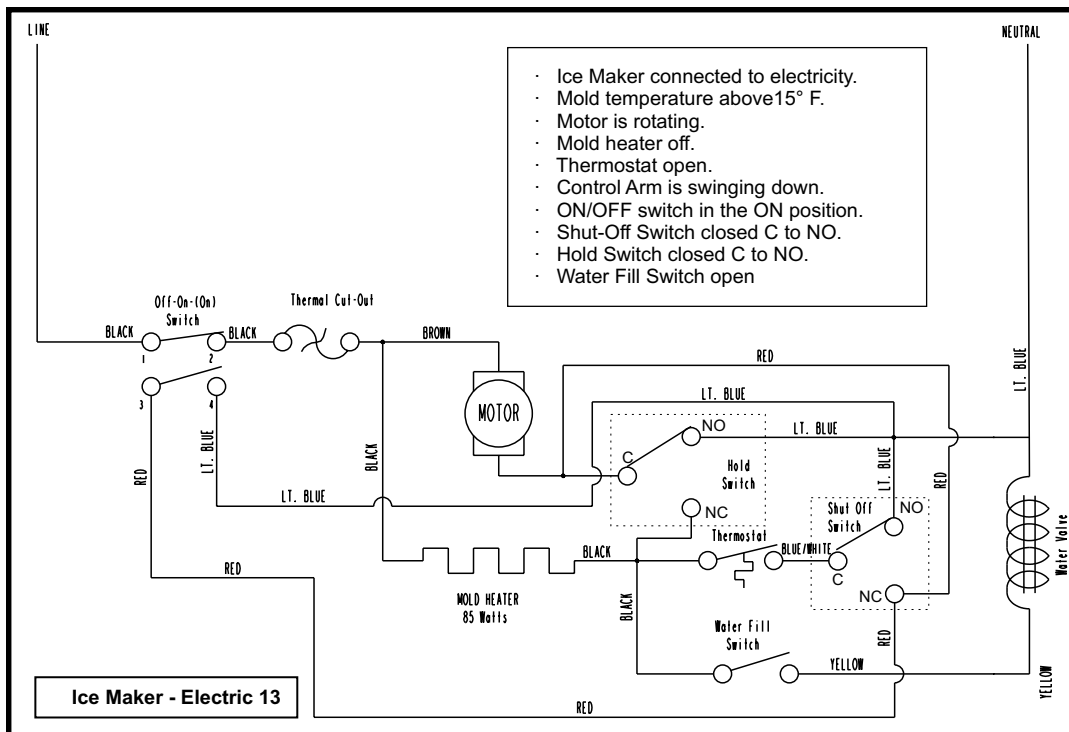 LINE
NEUTRAL
· Ice Maker connected to electricity.
· Mold temperature above15° F.
· Motor is rotating.
· Mold heater off.
· Thermostat open.
· Control Arm is swinging down.
· ON/OFF switch in the ON position.
· Shut-Off Switch closed C to NO.
· Hold Switch closed C to NO.
· Water Fill Switch open
Off-On-(On)
Switch
Thermal Cut-Out
BLACK
BLACK
BROWN
RED
LT. BLUE
1
2
3
4
MOTOR
LT. BLUE
NO
LT. BLUE
C
Hold
Switch
NC
RED
LT. BLUE
BLACK
LT. BLUE
RED
LT. BLUE
Shut Off
Switch
NO
Thermostat
BLUE/WHITE
C
NC
Water Valve
BLACK
RED
MOLD HEATER
85 Watts
BLACK
RED
Water Fill
Switch
YELLOW
YELLOW
Ice Maker - Electric 13
RED